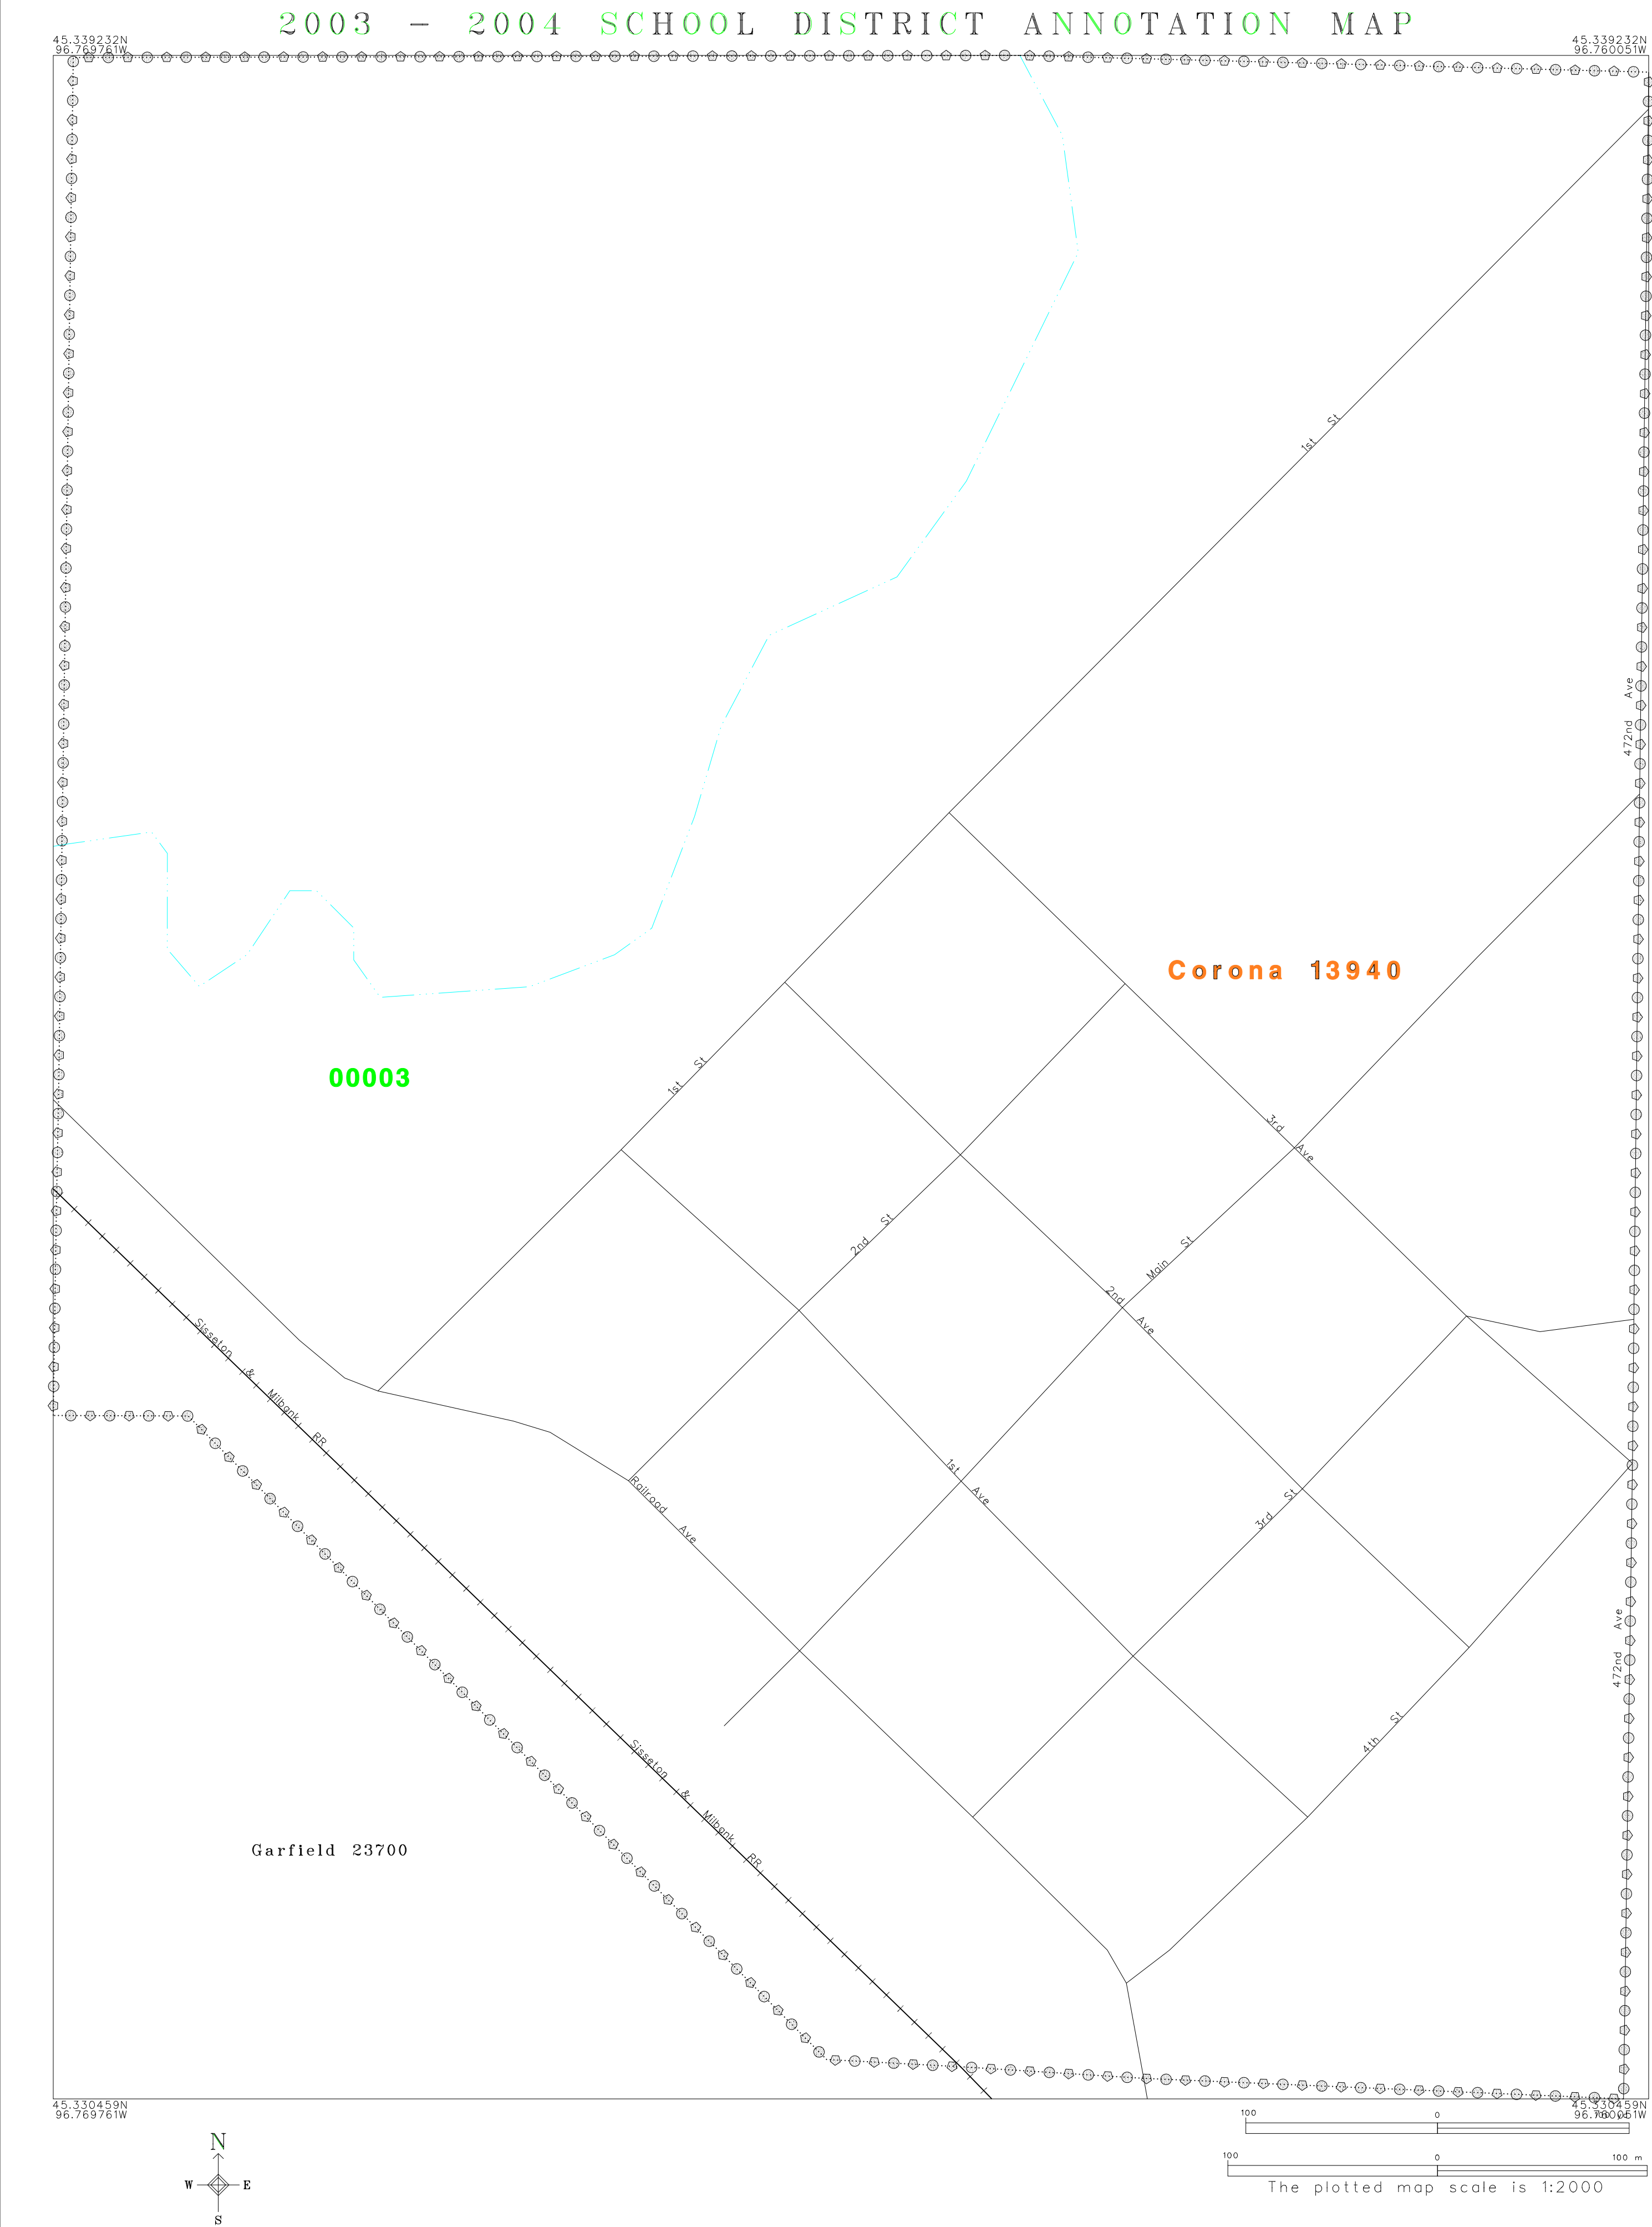 2003 - 2004 SCHOOL DISTRICT ANNOTATION MAP
45.339232N
96.769761W
45.339232N
96.760051W
1st St
472nd Ave
Corona 13940
1st St
00003
3rd Ave
2nd St
Main St
2nd Ave
Sisseton & Milbank RR
1st Ave
Railroad Ave
3rd St
472nd Ave
4th St
Sisseton & Milbank RR
Garfield 23700
45.330459N
96.769761W
45.330459N
96.760051W
100 0
100 0 100 m
The plotted map scale is 1:2000
N
W E
S